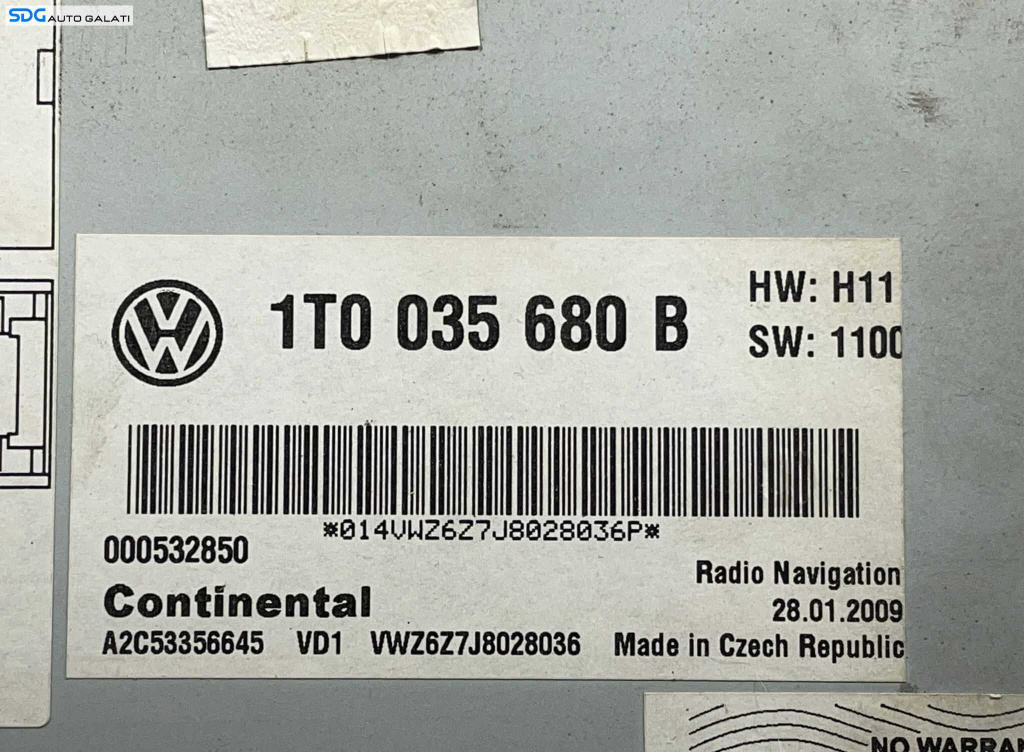 SDG AUTO GALATI
1T0 035 680 B
HW: H11
SW: 1100
*014VWZ6Z7J8028036P*
000532850
Radio Navigation
Continental
28.01.2009
A2C53356645 VD1 VWZ6Z7J8028036 Made in Czech Republic
NO